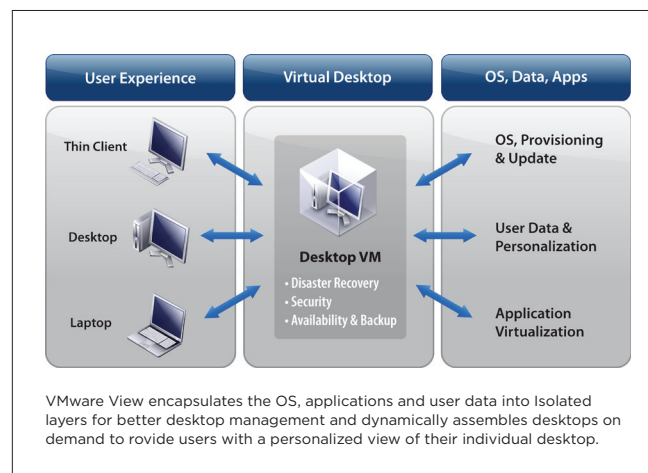 User Experience
Virtual Desktop
OS, Data, Apps
Thin Client
Desktop
Laptop
Desktop VM
• Disaster Recovery
• Security
• Availability & Backup
OS, Provisioning
& Update
User Data &
Personalization
Application
Virtualization
VMware View encapsulates the OS, applications and user data into Isolated
layers for better desktop management and dynamically assembles desktops on
demand to rovide users with a personalized view of their individual desktop.